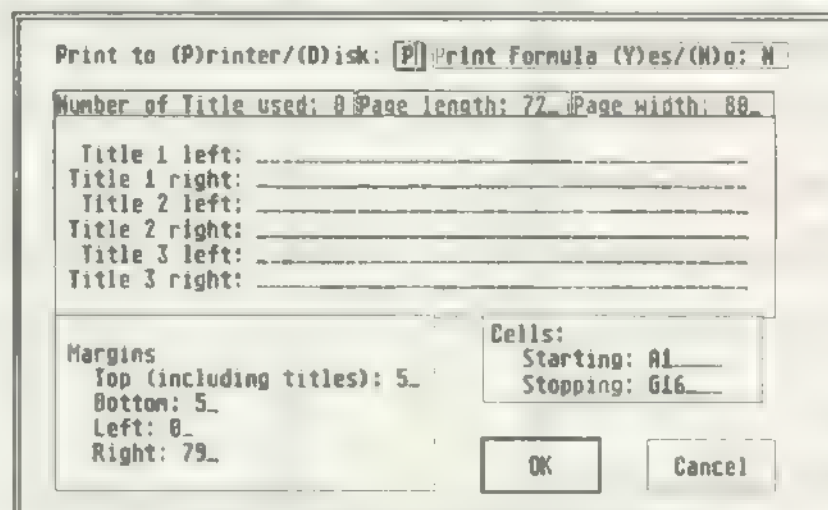 Print to (P)rinter/(D)isk: P Print Formula (Y)es/(N)o: N
Number of Title used: 0 Page length: 72_ Page width: 80_
Title 1 left:
Title 1 right:
Title 2 left:
Title 2 right:
Title 3 left:
Title 3 right:
Margins
Top (including titles): 5_
Bottom: 5_
Left: 0_
Right: 79_
Cells:
Starting: A1
Stopping: G16
OK Cancel